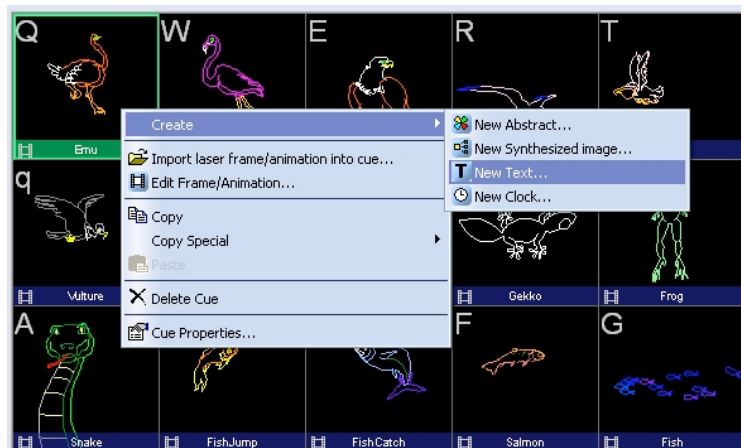 Q W E R T
Emu
Create
Import laser frame/animation into cue...
Edit Frame/Animation...
Copy
Copy Special
Paste
Delete Cue
Cue Properties...
New Abstract...
New Synthesized image...
New Text...
New Clock...
q
Vulture Gekko Frog
A F G
Snake FishJump FishCatch Salmon Fish